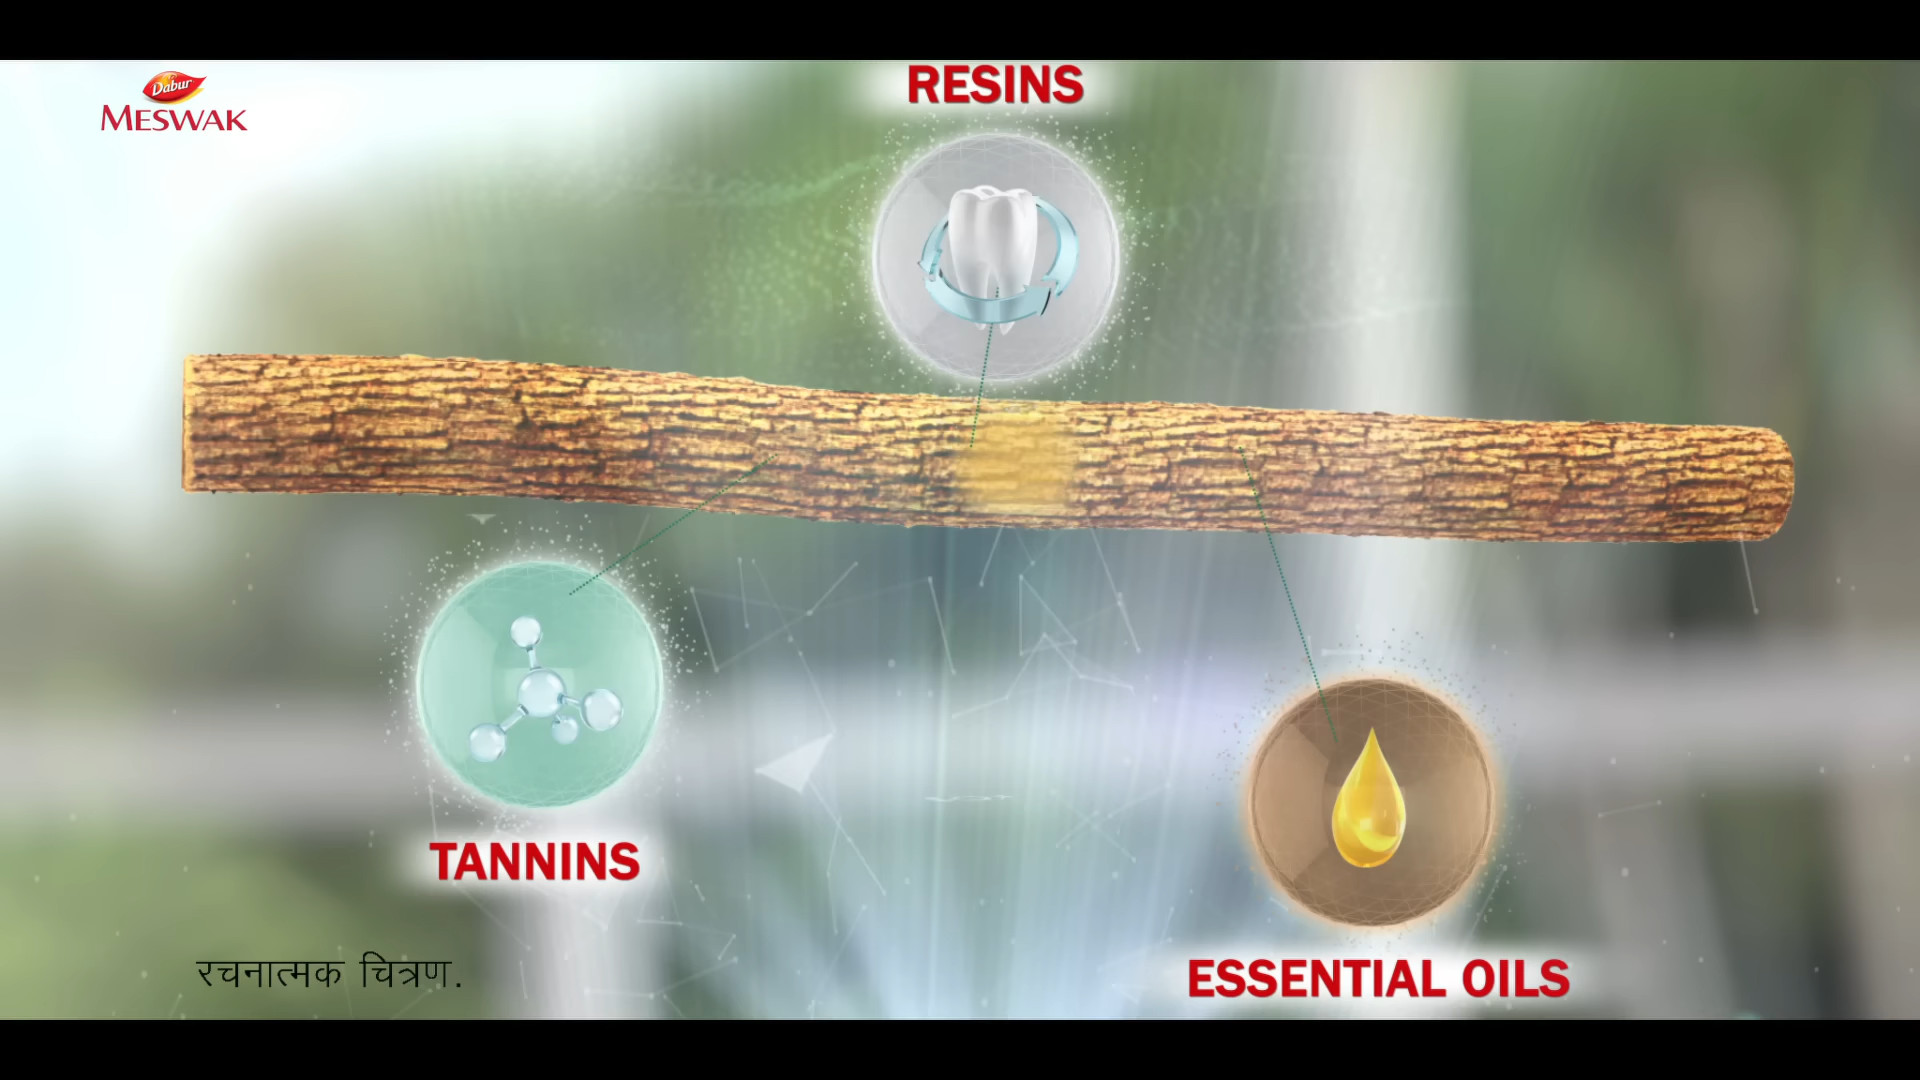 Dabur
MESWAK
RESINS
TANNINS
ESSENTIAL OILS
रचनात्मक चित्रण.